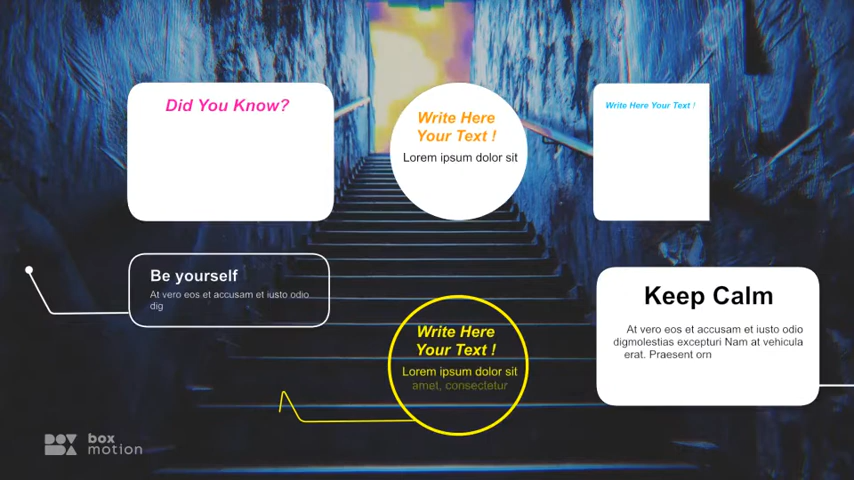 Did You Know?
Write Here
Your Text !
Lorem ipsum dolor sit
Write Here Your Text !
Be yourself
At vero eos et accusam et iusto odio
dig
Write Here
Your Text !
Lorem ipsum dolor sit
amet, consectetur
Keep Calm
At vero eos et accusam et iusto odio
digmolestias excepturi Nam at vehicula
erat. Praesent orn
box
motion